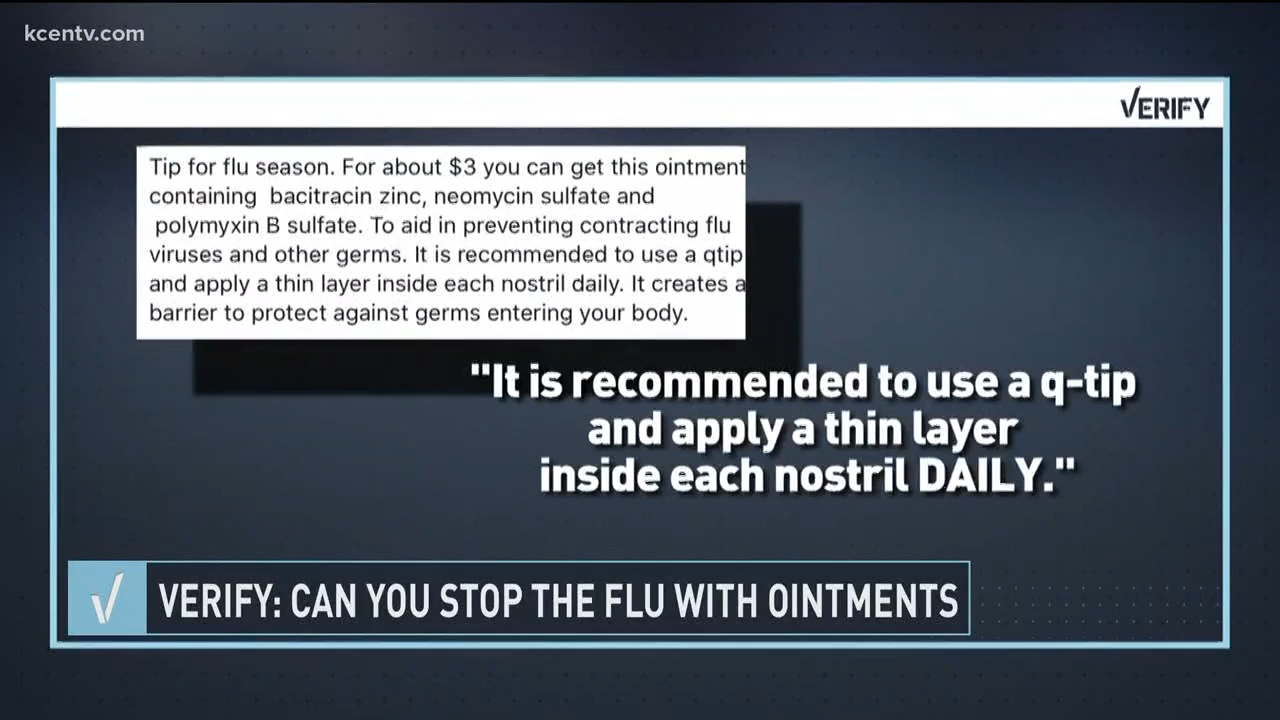 kcentv.com
VERIFY
Tip for flu season. For about $3 you can get this ointment
containing  bacitracin zinc, neomycin sulfate and
polymyxin B sulfate. To aid in preventing contracting flu
viruses and other germs. It is recommended to use a qtip
and apply a thin layer inside each nostril daily. It creates a
barrier to protect against germs entering your body.
"It is recommended to use a q-tip
and apply a thin layer
inside each nostril DAILY."
VERIFY: CAN YOU STOP THE FLU WITH OINTMENTS